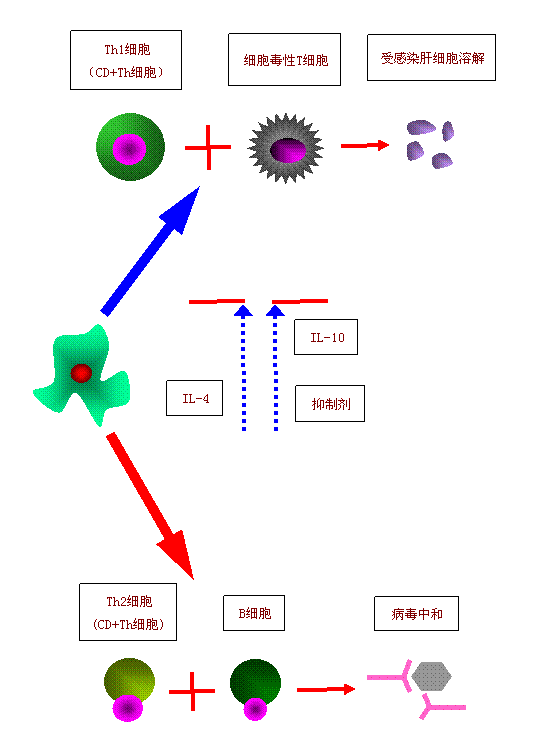 Th1细胞
(CD+Th细胞)
细胞毒性T细胞
受感染肝细胞溶解
IL-10
IL-4
抑制剂
Th2细胞
(CD+Th细胞)
B细胞
病毒中和